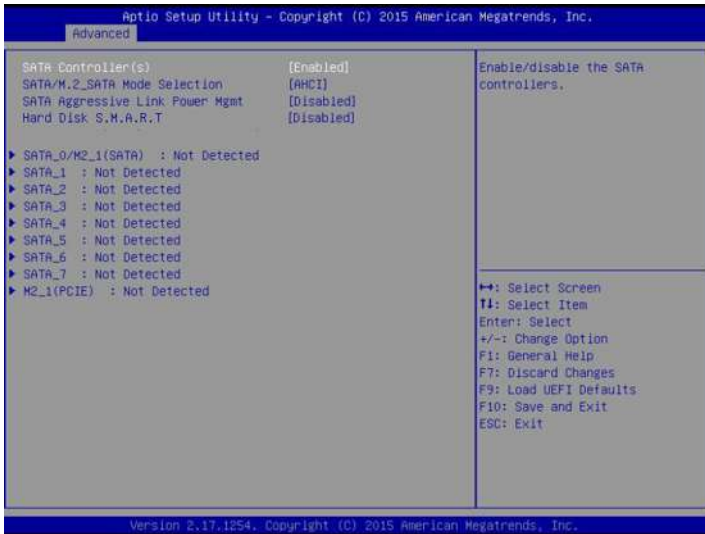 Aptio Setup Utility - Copyright (C) 2015 American Megatrends, Inc.
Advanced
SATA Controller(s) [Enabled]
SATA/M.2_SATA Mode Selection [AHCI]
SATA Aggressive Link Power Mgmt [Disabled]
Hard Disk S.M.A.R.T [Disabled]
▶ SATA_0/M2_1(SATA) : Not Detected
▶ SATA_1 : Not Detected
▶ SATA_2 : Not Detected
▶ SATA_3 : Not Detected
▶ SATA_4 : Not Detected
▶ SATA_5 : Not Detected
▶ SATA_6 : Not Detected
▶ SATA_7 : Not Detected
▶ M2_1(PCIE) : Not Detected
Enable/disable the SATA
controllers.
↔: Select Screen
↑↓: Select Item
Enter: Select
+/-: Change Option
F1: General Help
F7: Discard Changes
F9: Load UEFI Defaults
F10: Save and Exit
ESC: Exit
Version 2.17.1254. Copyright (C) 2015 American Megatrends, Inc.